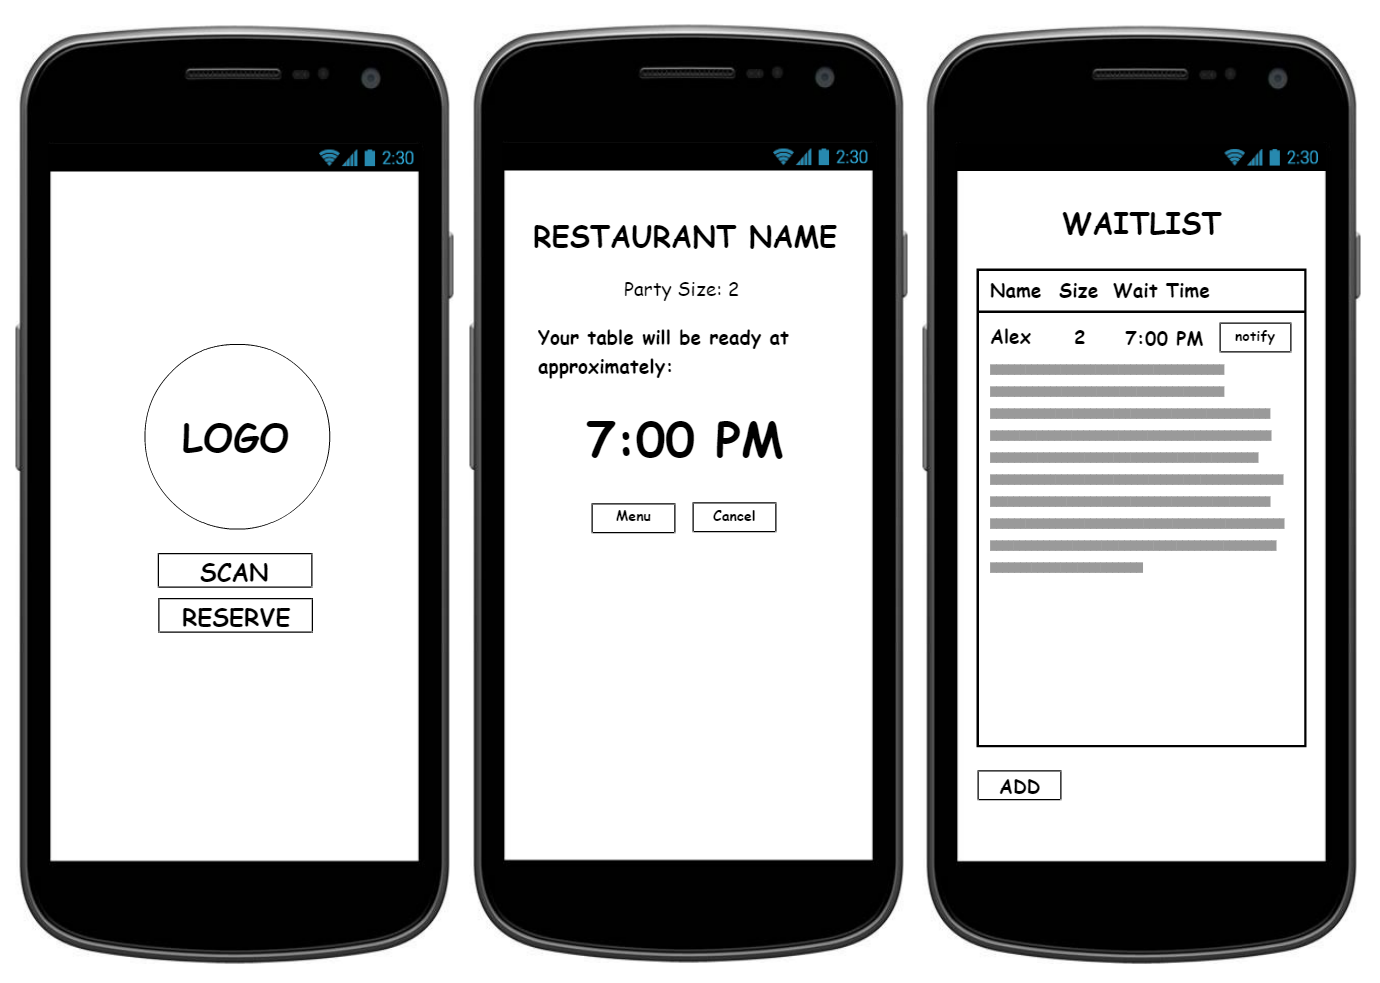 2:30
LOGO
SCAN
RESERVE
2:30
RESTAURANT NAME
Party Size: 2
Your table will be ready at
approximately:
7:00 PM
Menu Cancel
2:30
WAITLIST
Name Size Wait Time
Alex 2 7:00 PM notify
ADD